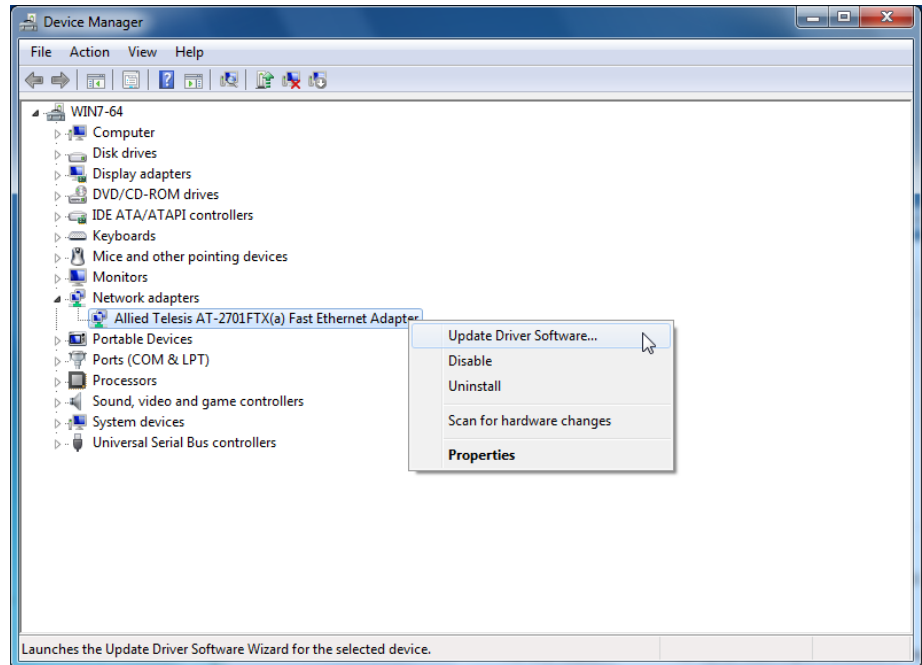 Device Manager
File Action View Help
WIN7-64
Computer
Disk drives
Display adapters
DVD/CD-ROM drives
IDE ATA/ATAPI controllers
Keyboards
Mice and other pointing devices
Monitors
Network adapters
Allied Telesis AT-2701FTX(a) Fast Ethernet Adapter
Portable Devices
Ports (COM & LPT)
Processors
Sound, video and game controllers
System devices
Universal Serial Bus controllers
Update Driver Software...
Disable
Uninstall
Scan for hardware changes
Properties
Launches the Update Driver Software Wizard for the selected device.